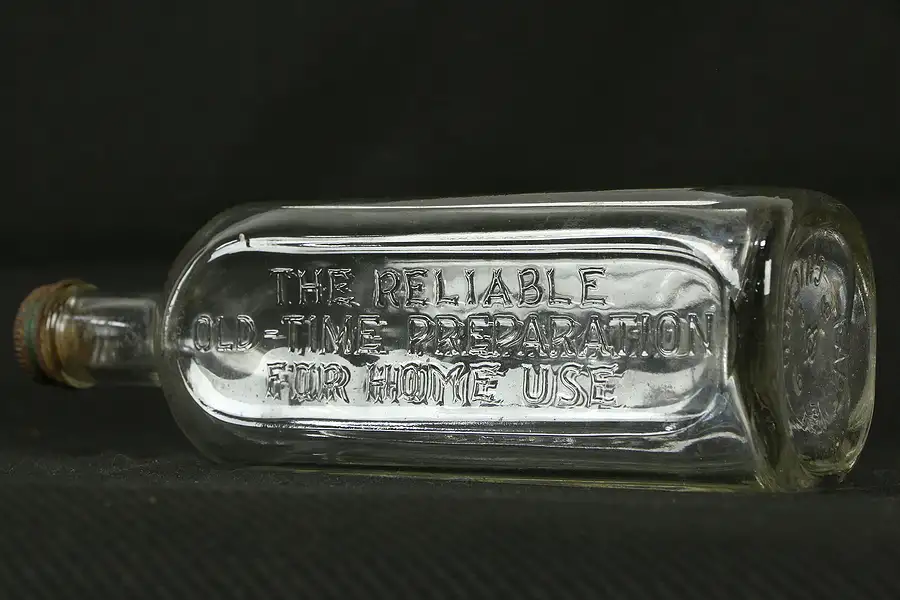 THE RELIABLE
OLD-TIME PREPARATION
FOR HOME USE